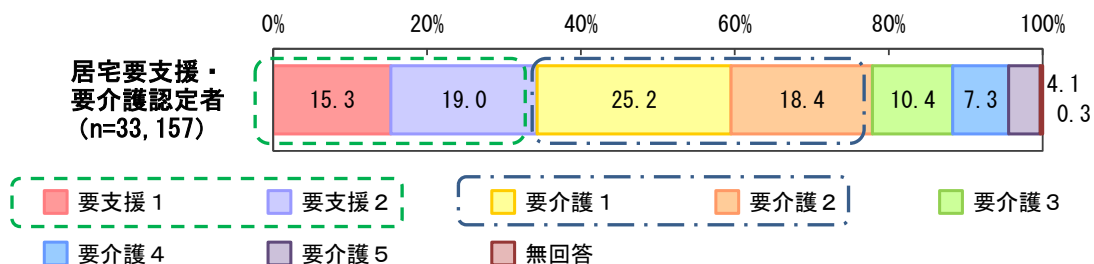 0% 20% 40% 60% 80% 100%
居宅要支援・
要介護認定者
(n=33,157)
15.3 19.0 25.2 18.4 10.4 7.3 4.1
0.3
要支援1 要支援2 要介護1 要介護2 要介護3
要介護4 要介護5 無回答